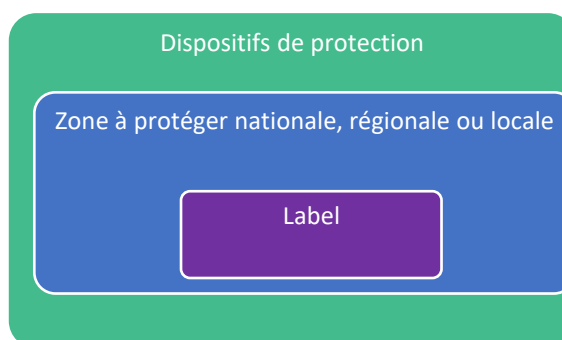 Dispositifs de protection
Zone à protéger nationale, régionale ou locale
Label